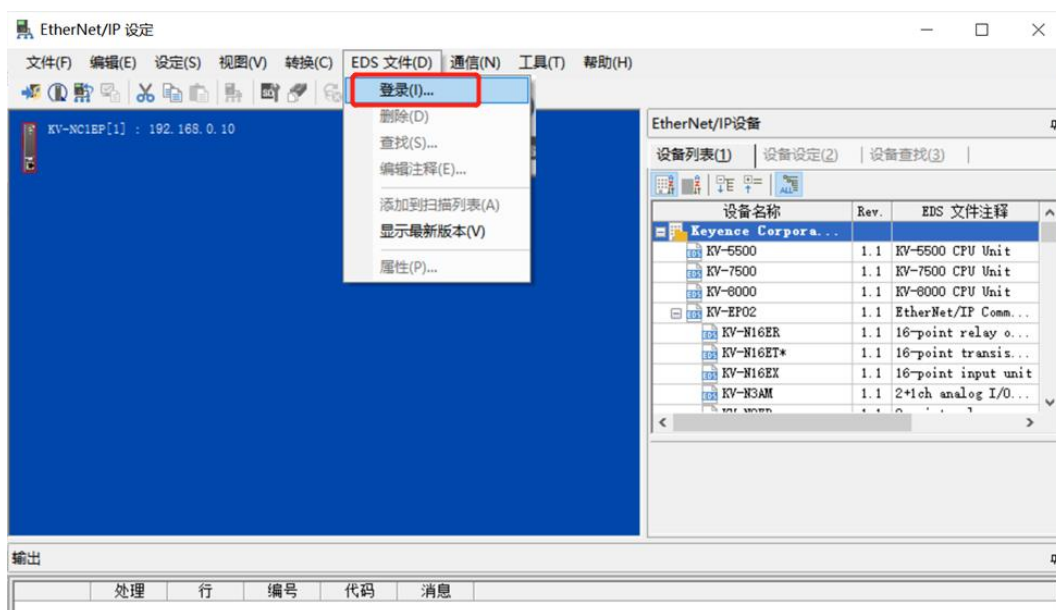 EtherNet/IP 设定
文件(F) 编辑(E) 设定(S) 视图(V) 转换(C) EDS 文件(D) 通信(N) 工具(T) 帮助(H)
登录(I)...
删除(D)
查找(S)...
编辑注释(E)...
添加到扫描列表(A)
显示最新版本(V)
属性(P)...
KV-NC1EP[1] : 192.168.0.10
EtherNet/IP设备
设备列表(1) 设备设定(2) 设备查找(3)
设备名称 Rev. EDS 文件注释
Keyence Corpora...
KV-5500 1.1 KV-5500 CPU Unit
KV-7500 1.1 KV-7500 CPU Unit
KV-8000 1.1 KV-8000 CPU Unit
KV-EP02 1.1 EtherNet/IP Comm...
KV-N16ER 1.1 16-point relay o...
KV-N16ET* 1.1 16-point transis...
KV-N16EX 1.1 16-point input unit
KV-N3AM 1.1 2+1ch analog I/O...
输出
处理 行 编号 代码 消息